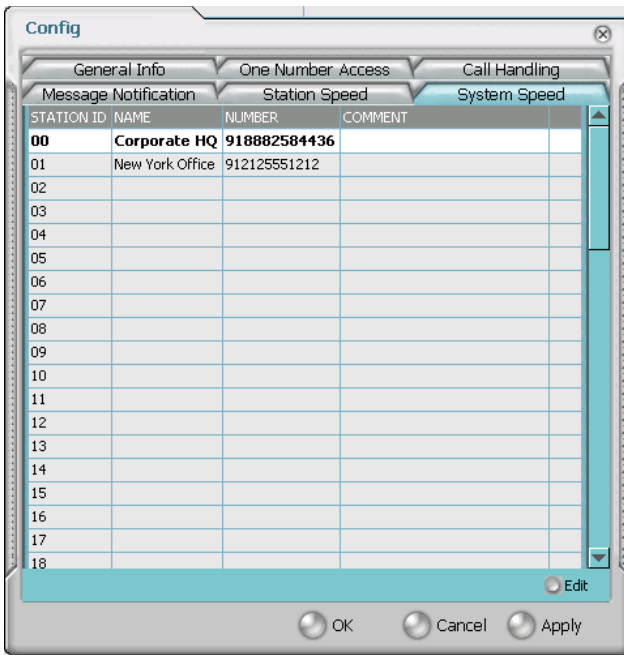 Config
General Info One Number Access Call Handling
Message Notification Station Speed System Speed
STATION ID NAME NUMBER COMMENT
00 Corporate HQ 918882584436
01 New York Office 912125551212
02
03
04
05
06
07
08
09
10
11
12
13
14
15
16
17
18
Edit
OK Cancel Apply